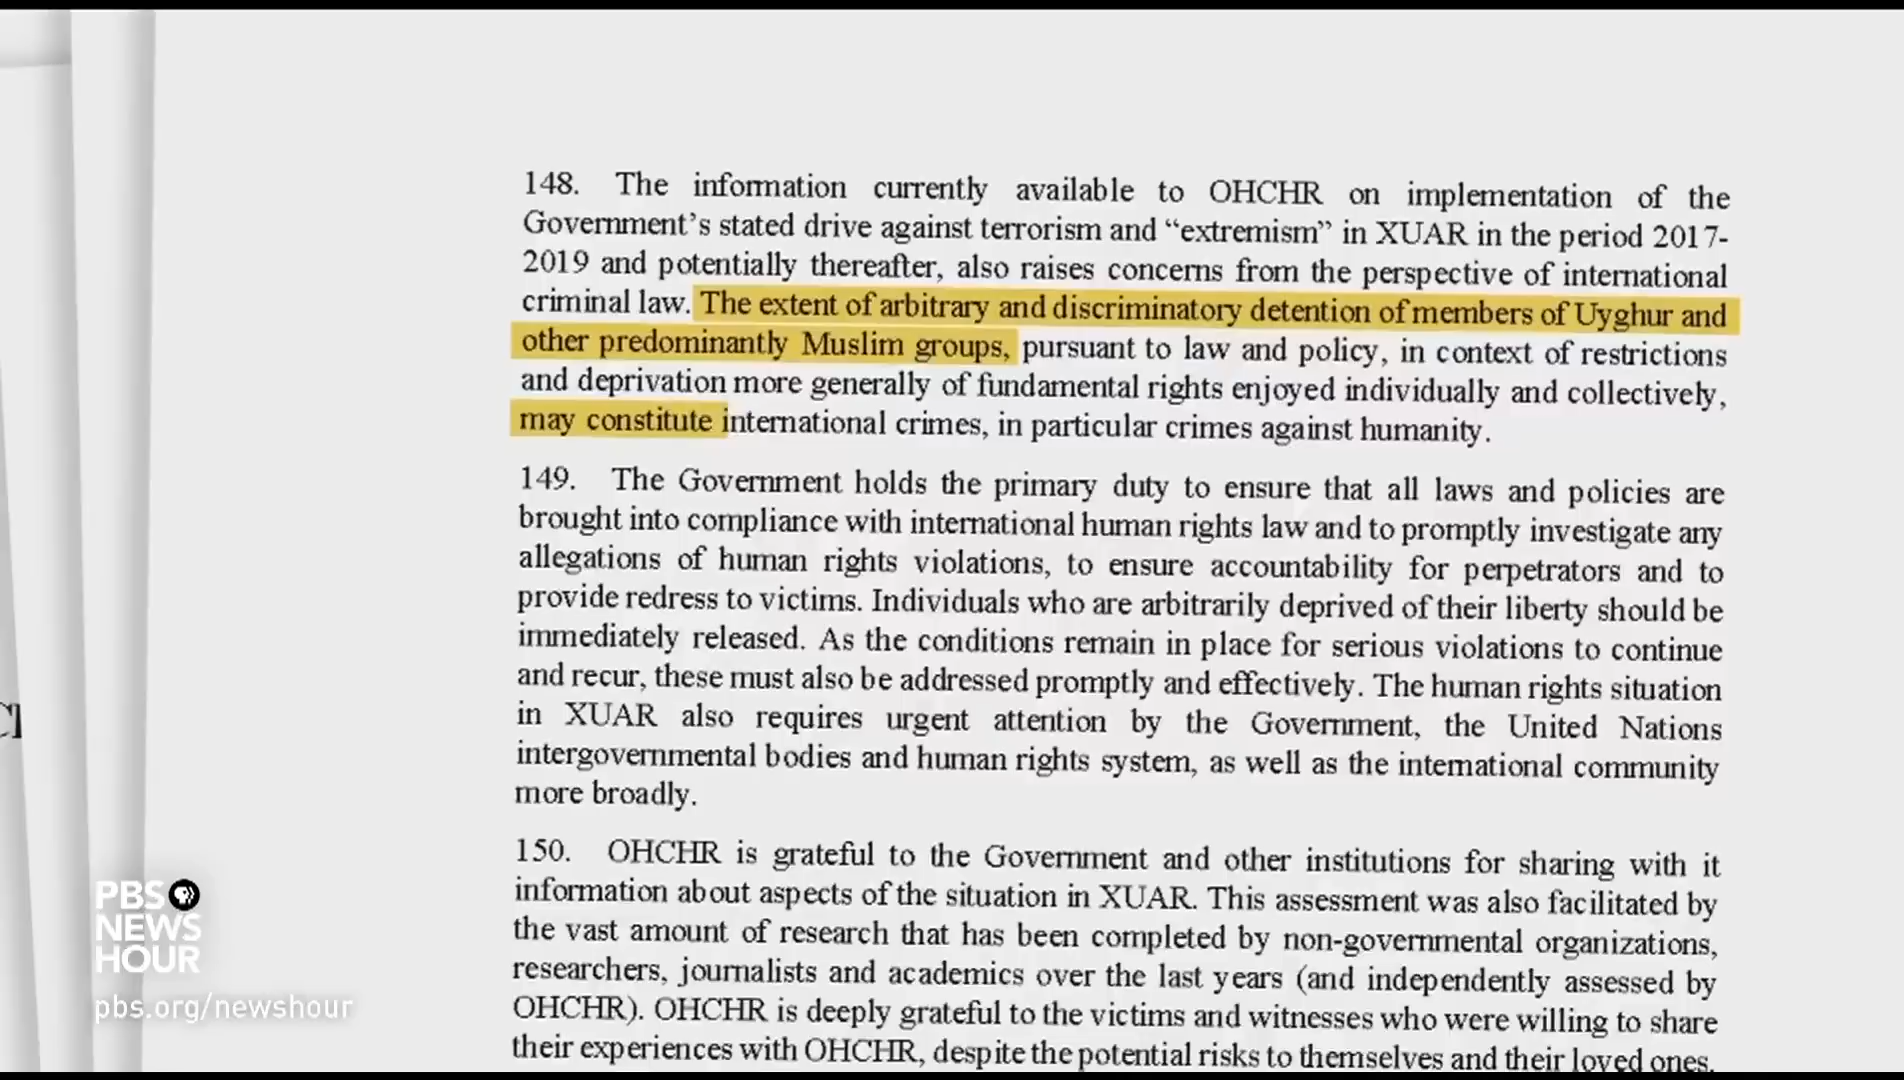 148. The information currently available to OHCHR on implementation of the
Government’s stated drive against terrorism and “extremism” in XUAR in the period 2017-
2019 and potentially thereafter, also raises concerns from the perspective of international
criminal law. The extent of arbitrary and discriminatory detention of members of Uyghur and
other predominantly Muslim groups, pursuant to law and policy, in context of restrictions
and deprivation more generally of fundamental rights enjoyed individually and collectively,
may constitute international crimes, in particular crimes against humanity.
149. The Government holds the primary duty to ensure that all laws and policies are
brought into compliance with international human rights law and to promptly investigate any
allegations of human rights violations, to ensure accountability for perpetrators and to
provide redress to victims. Individuals who are arbitrarily deprived of their liberty should be
immediately released. As the conditions remain in place for serious violations to continue
and recur, these must also be addressed promptly and effectively. The human rights situation
in XUAR also requires urgent attention by the Government, the United Nations
intergovernmental bodies and human rights system, as well as the international community
more broadly.
150. OHCHR is grateful to the Government and other institutions for sharing with it
information about aspects of the situation in XUAR. This assessment was also facilitated by
the vast amount of research that has been completed by non-governmental organizations,
researchers, journalists and academics over the last years (and independently assessed by
OHCHR). OHCHR is deeply grateful to the victims and witnesses who were willing to share
their experiences with OHCHR, despite the potential risks to themselves and their loved ones.
PBS
NEWS
HOUR
pbs.org/newshour